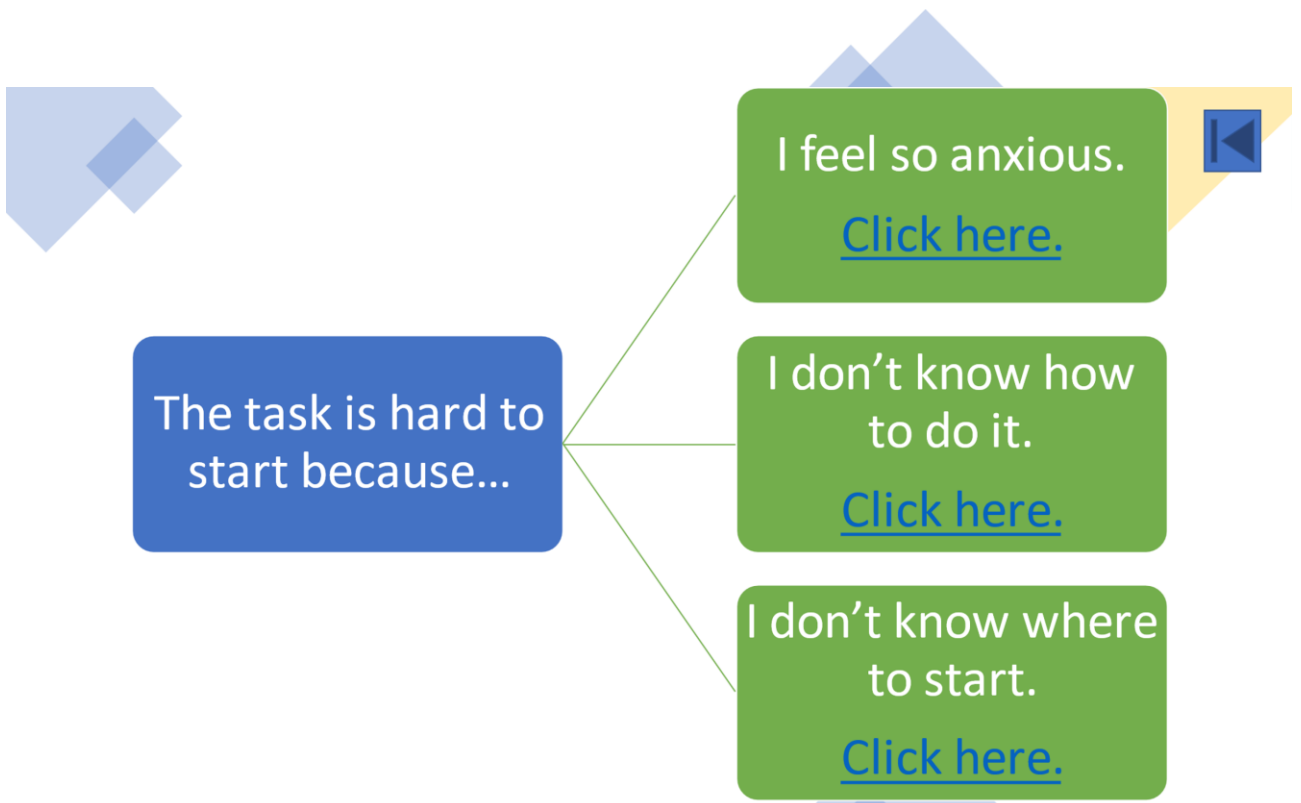 The task is hard to
start because...
I feel so anxious.
Click here.
I don’t know how
to do it.
Click here.
I don’t know where
to start.
Click here.